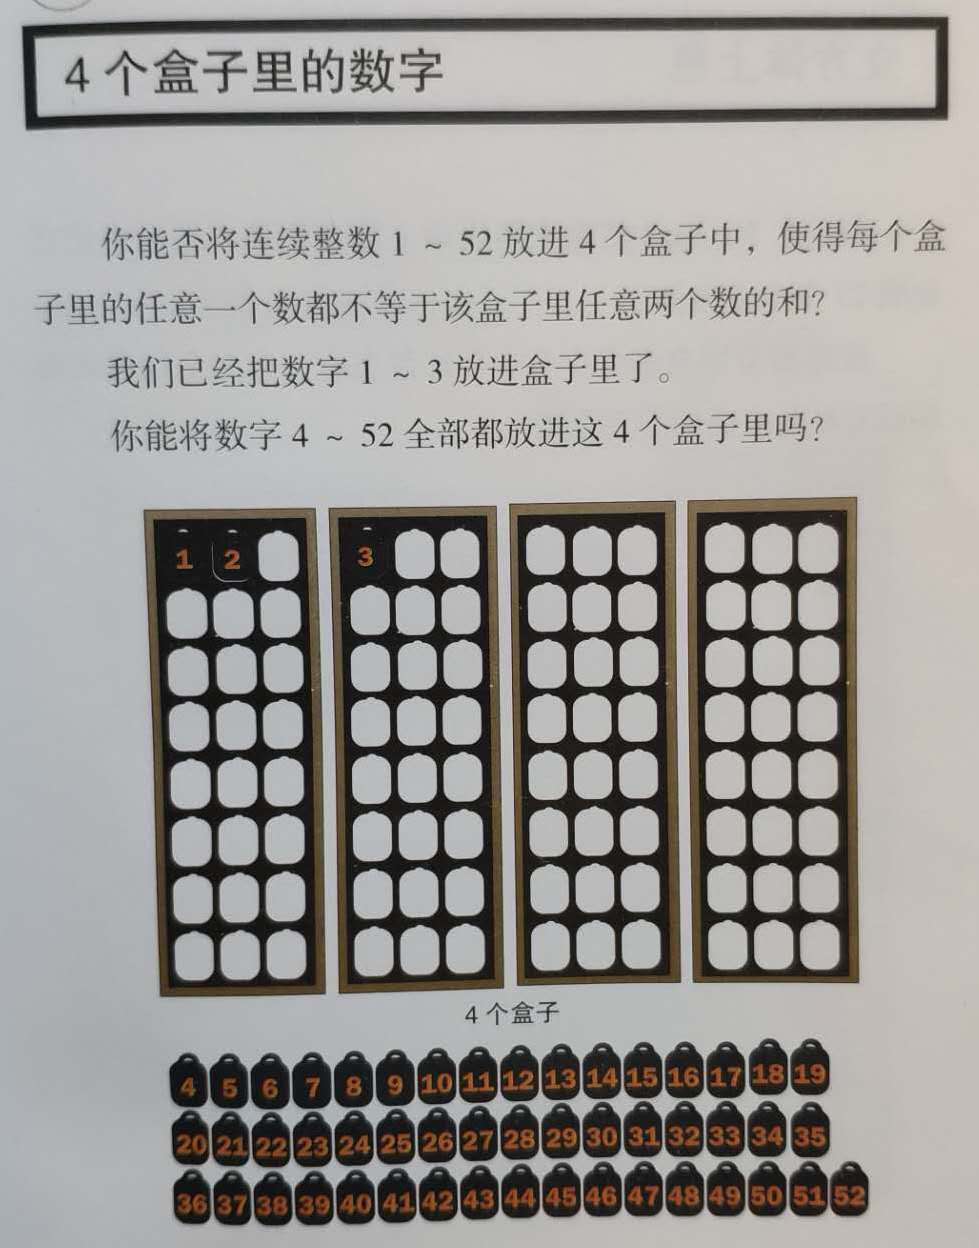 4 个盒子里的数字
你能否将连续整数 1 ~ 52 放进 4 个盒子中，使得每个盒
子里的任意一个数都不等于该盒子里任意两个数的和？
我们已经把数字 1 ~ 3 放进盒子里了。
你能将数字 4 ~ 52 全部都放进这 4 个盒子里吗？
1 2 3
4 个盒子
4 5 6 7 8 9 10 11 12 13 14 15 16 17 18 19
20 21 22 23 24 25 26 27 28 29 30 31 32 33 34 35
36 37 38 39 40 41 42 43 44 45 46 47 48 49 50 51 52